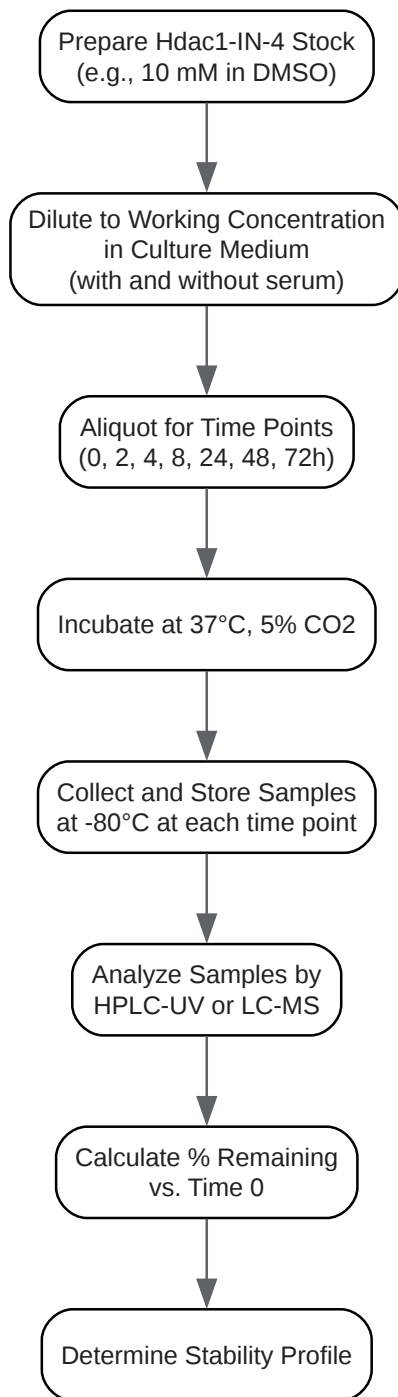 Prepare Hdac1-IN-4 Stock
(e.g., 10 mM in DMSO)
Dilute to Working Concentration
in Culture Medium
(with and without serum)
Aliquot for Time Points
(0, 2, 4, 8, 24, 48, 72h)
Incubate at 37°C, 5% CO2
Collect and Store Samples
at -80°C at each time point
Analyze Samples by
HPLC-UV or LC-MS
Calculate % Remaining
vs. Time 0
Determine Stability Profile